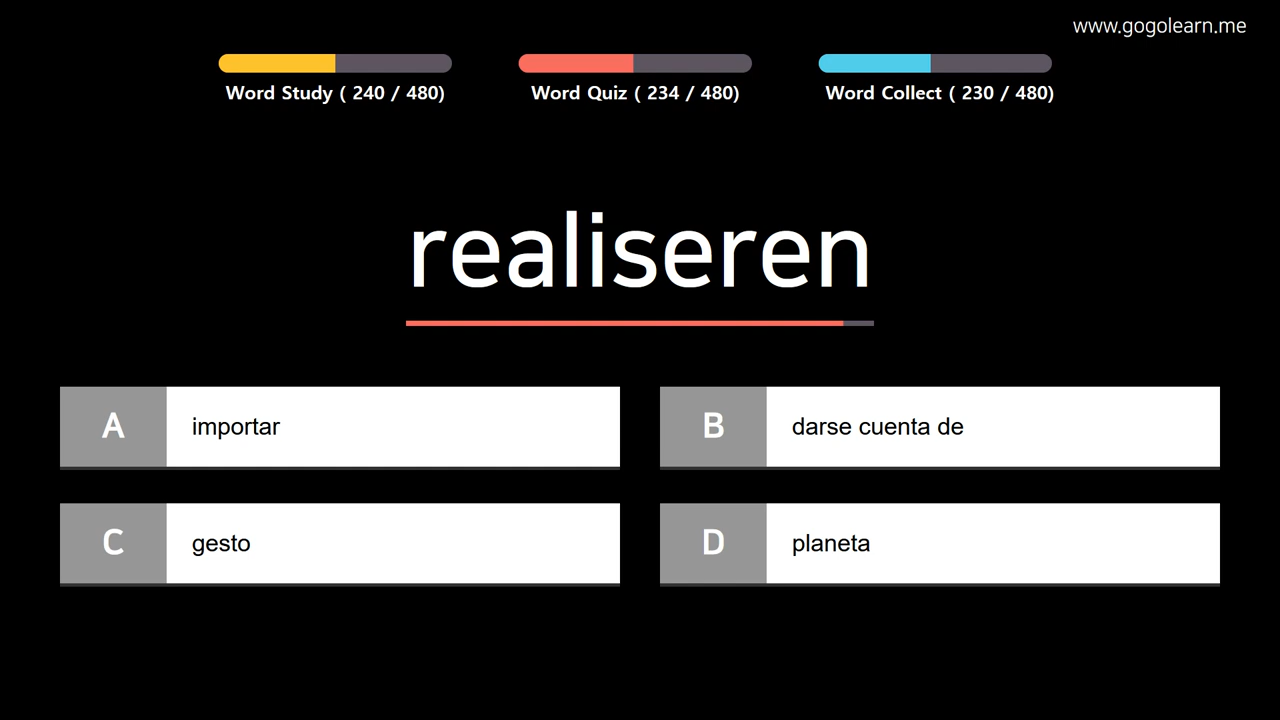 www.gogolearn.me
Word Study ( 240 / 480)
Word Quiz ( 234 / 480)
Word Collect ( 230 / 480)
realiseren
A importar
B darse cuenta de
C gesto
D planeta